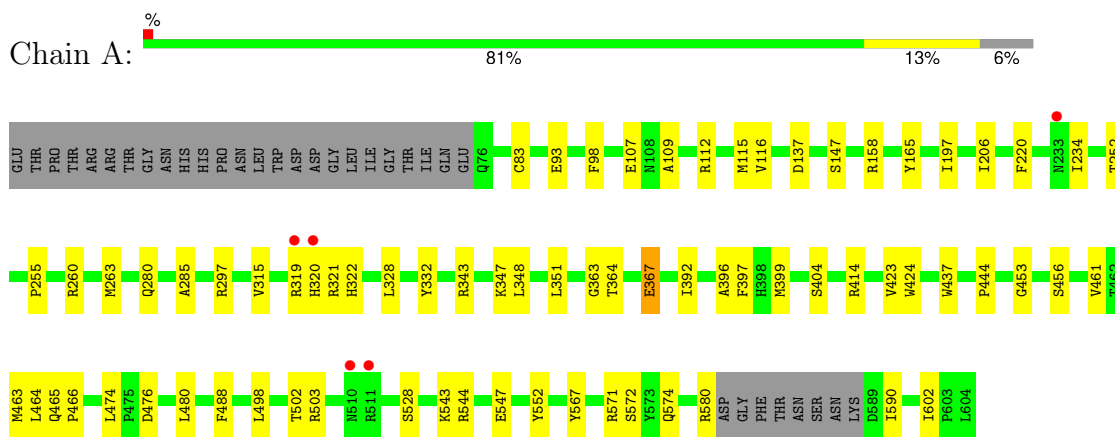 %
Chain A:
81% 13% 6%
GLU THR PRO THR ARG ARG THR GLY ASN HIS HIS PRO ASN LEU TRP ASP ASP GLY LEU ILE GLY THR ILE GLN GLU Q76 C83 E93 F98 E107 N108 A109 R112 M115 V116 D137 S147 R158 Y165 I197 I206 F220 N233 I234
P255 R260 M263 Q280 A285 R297 V315 R319 H320 R321 H322 L328 Y332 R343 K347 L348 L351 G363 T364 E367 I392 A396 F397 H398 M399 S404 R414 V423 W424 W437 P444 G453 S456 V461 T462
M463 L464 Q465 P466 L474 P475 D476 L480 F488 L498 T502 R503 N510 R511 S528 K543 R544 E547 Y552 Y567 R571 S572 Y573 Q574 R580 ASP GLY PHE THR ASN SER ASN LYS D589 I590 I602 P603 L604